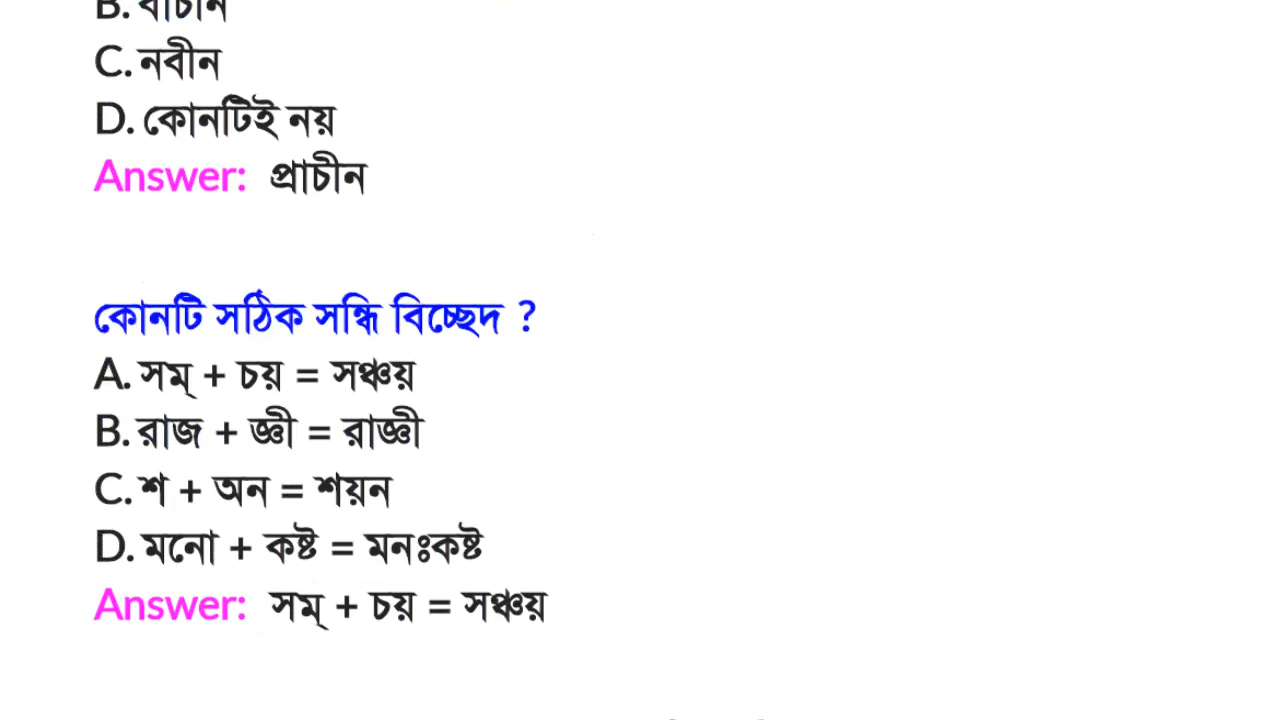 B. বাচীন
C. নবীন
D. কোনটিই নয়
Answer: প্রাচীন
কোনটি সঠিক সন্ধি বিচ্ছেদ ?
A. সম্ + চয় = সঞ্চয়
B. রাজ + জ্ঞী = রাজ্ঞী
C. শ + অন = শয়ন
D. মনো + কষ্ট = মনঃকষ্ট
Answer: সম্ + চয় = সঞ্চয়